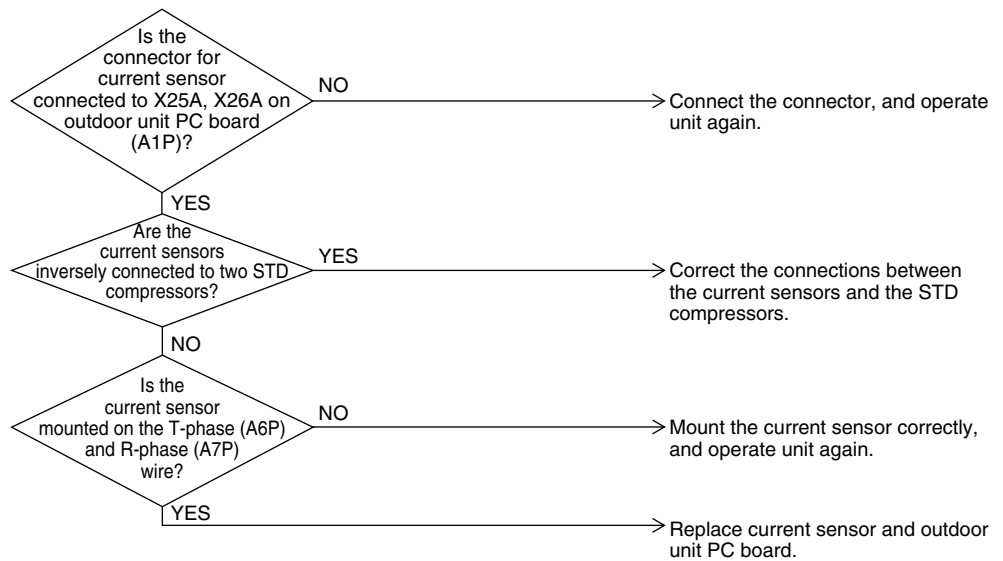 Is the
connector for
current sensor
connected to X25A, X26A on
outdoor unit PC board
(A1P)?
NO
Connect the connector, and operate
unit again.
YES
Are the
current sensors
inversely connected to two STD
compressors?
YES
Correct the connections between
the current sensors and the STD
compressors.
NO
Is the
current sensor
mounted on the T-phase (A6P)
and R-phase (A7P)
wire?
NO
Mount the current sensor correctly,
and operate unit again.
YES
Replace current sensor and outdoor
unit PC board.